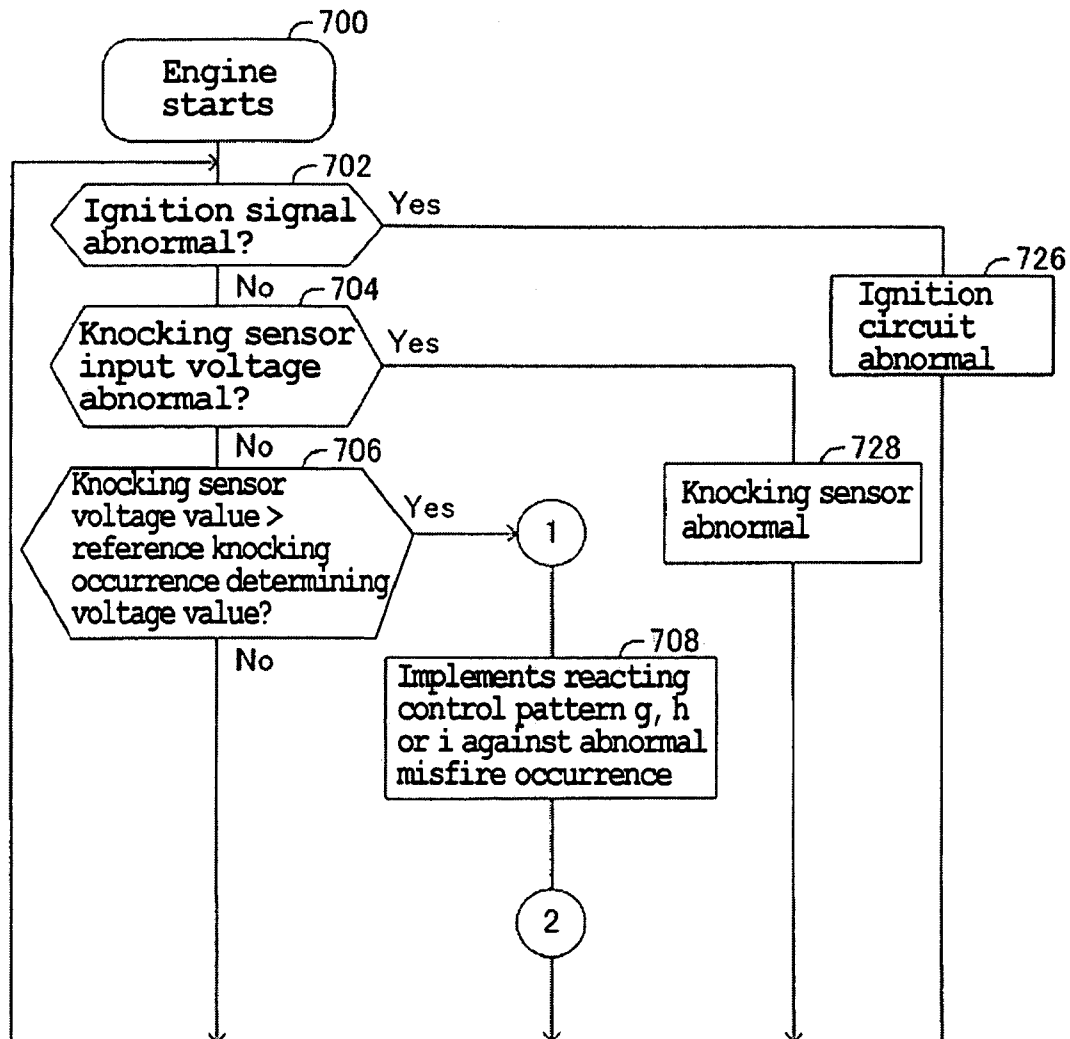 700
Engine
starts
702
Ignition signal
abnormal?
Yes
No
704
Knocking sensor
input voltage
abnormal?
Yes
726
Ignition
circuit
abnormal
No
706
Knocking sensor
voltage value >
reference knocking
occurrence determining
voltage value?
Yes
1
728
Knocking sensor
abnormal
No
708
Implements reacting
control pattern g, h
or i against abnormal
misfire occurrence
2